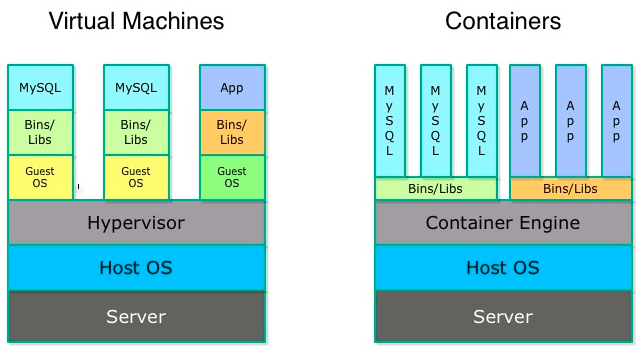 Virtual Machines
MySQL
MySQL
App
Bins/
Libs
Bins/
Libs
Bins/
Libs
Guest
OS
Guest
OS
Guest
OS
Hypervisor
Host OS
Server
Containers
MySQL
MySQL
MySQL
App
App
App
Bins/Libs
Bins/Libs
Container Engine
Host OS
Server